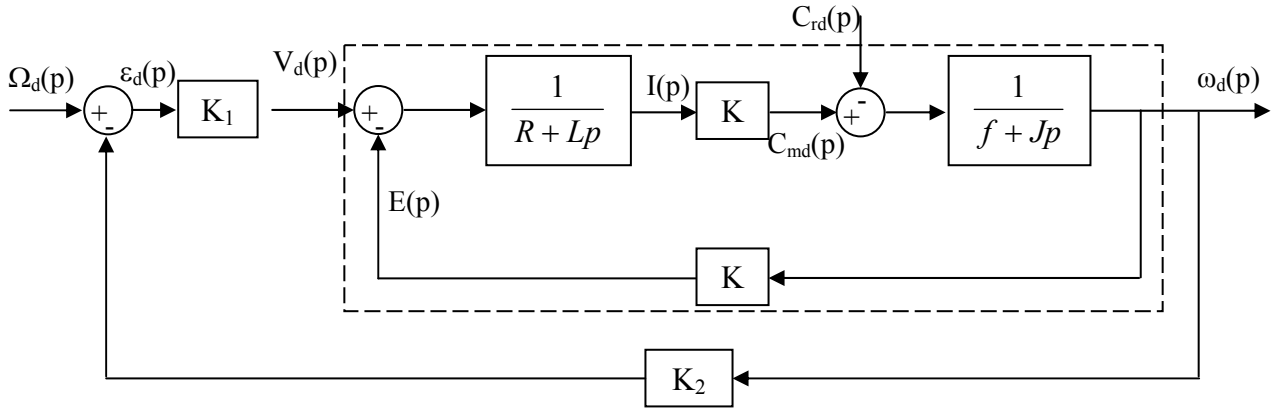 C_rd(p)
Ω_d(p)
ε_d(p)
K_1
V_d(p)
+
-
+
-
1
R + Lp
I(p)
K
C_md(p)
+
-
1
f + Jp
ω_d(p)
E(p)
K
K_2